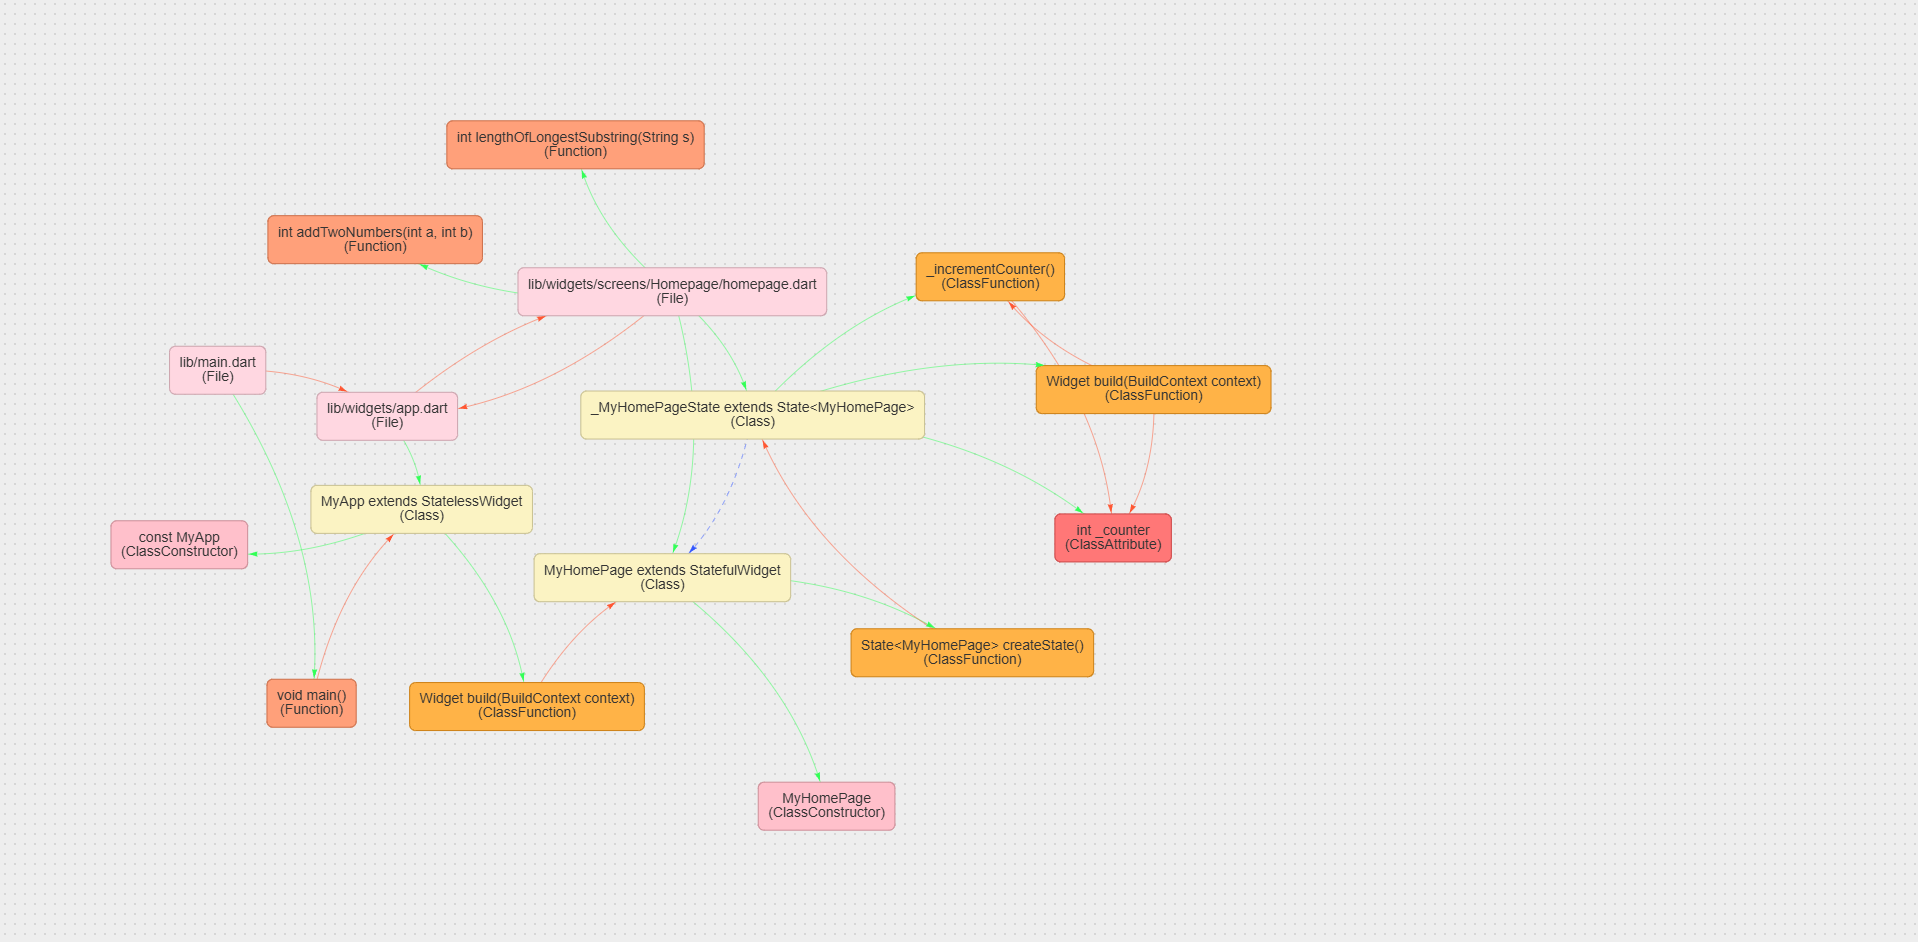 int lengthOfLongestSubstring(String s)
(Function)
int addTwoNumbers(int a, int b)
(Function)
lib/widgets/screens/Homepage/homepage.dart
(File)
_incrementCounter()
(ClassFunction)
lib/main.dart
(File)
lib/widgets/app.dart
(File)
_MyHomePageState extends State<MyHomePage>
(Class)
Widget build(BuildContext context)
(ClassFunction)
MyApp extends StatelessWidget
(Class)
const MyApp
(ClassConstructor)
int _counter
(ClassAttribute)
MyHomePage extends StatefulWidget
(Class)
State<MyHomePage> createState()
(ClassFunction)
void main()
(Function)
Widget build(BuildContext context)
(ClassFunction)
MyHomePage
(ClassConstructor)